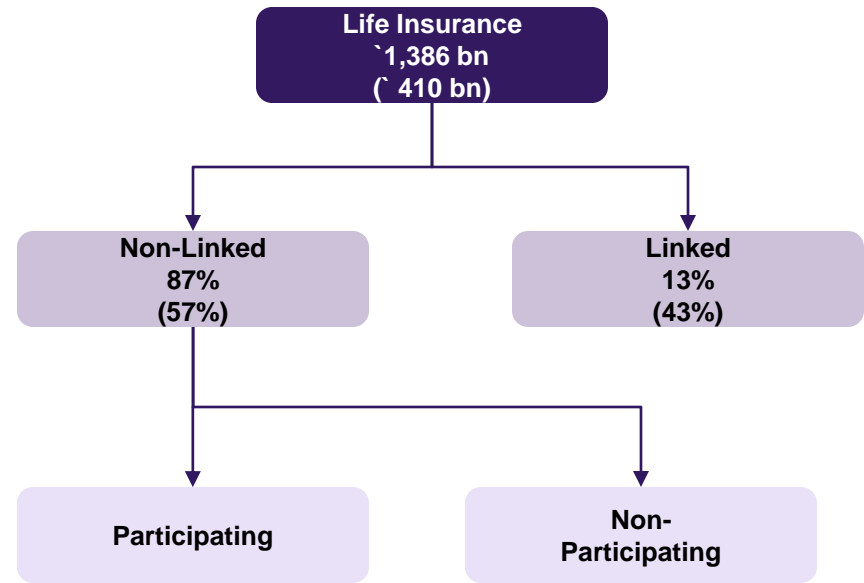 Life Insurance
`1,386 bn
(` 410 bn)
Non-Linked
87%
(57%)
Linked
13%
(43%)
Participating
Non-
Participating